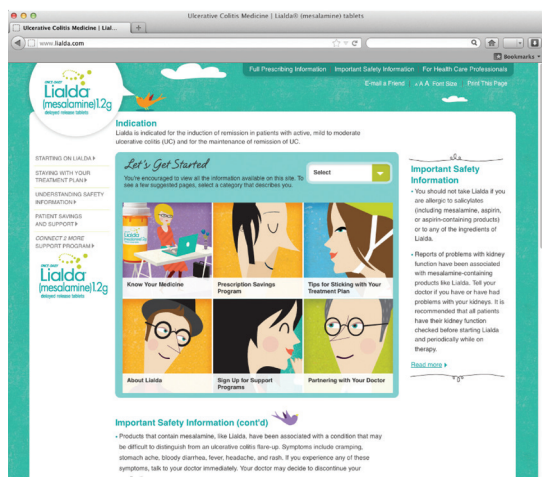 Ulcerative Colitis Medicine | Lialda® (mesalamine) tablets
Ulcerative Colitis Medicine | Lial...
www.lialda.com
Bookmarks
Full Prescribing Information Important Safety Information For Health Care Professionals
E-mail a Friend A A A Font Size Print This Page
Lialda
(mesalamine)1.2g
delayed release tablets
Indication
Lialda is indicated for the induction of remission in patients with active, mild to moderate
ulcerative colitis (UC) and for the maintenance of remission of UC.
STARTING ON LIALDA
STAYING WITH YOUR
TREATMENT PLAN
UNDERSTANDING SAFETY
INFORMATION
PATIENT SAVINGS
AND SUPPORT
CONNECT 2 MORE
SUPPORT PROGRAM
Lialda
(mesalamine)1.2g
delayed release tablets
Let's Get Started
You're encouraged to view all the information available on this site. To
see a few suggested pages, select a category that describes you.
Select
Lialda
Know Your Medicine
Prescription Savings
Program
Tips for Sticking with Your
Treatment Plan
About Lialda
Sign Up for Support
Programs
Partnering with Your Doctor
Important Safety
Information
• You should not take Lialda if you
are allergic to salicylates
(including mesalamine, aspirin,
or aspirin-containing products)
or to any of the ingredients of
Lialda.
• Reports of problems with kidney
function have been associated
with mesalamine-containing
products like Lialda. Tell your
doctor if you have or have had
problems with your kidneys. It is
recommended that all patients
have their kidney function
checked before starting Lialda
and periodically while on
therapy.
Read more
Important Safety Information (cont'd)
• Products that contain mesalamine, like Lialda, have been associated with a condition that may
be difficult to distinguish from an ulcerative colitis flare-up. Symptoms include cramping,
stomach ache, bloody diarrhea, fever, headache, and rash. If you experience any of these
symptoms, talk to your doctor immediately. Your doctor may decide to discontinue your